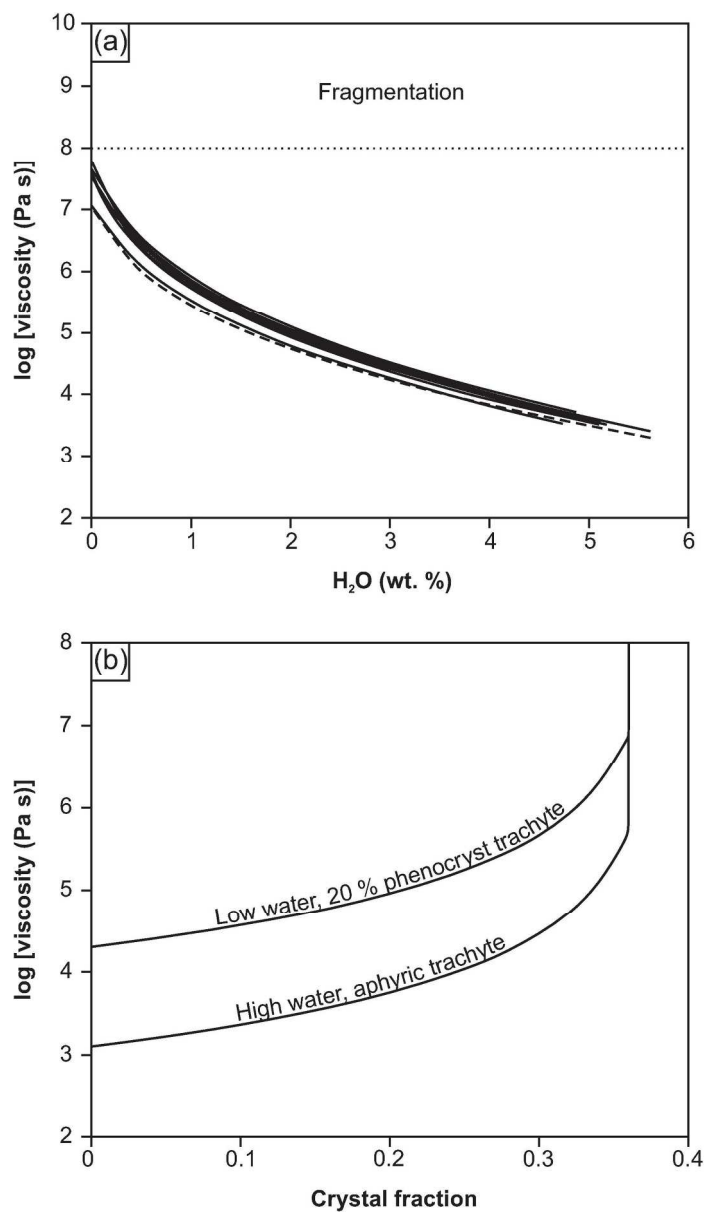 (a)
10
9
8
7
6
5
4
3
2
Fragmentation
log [viscosity (Pa s)]
0 1 2 3 4 5 6
H₂O (wt. %)
(b)
8
7
6
5
4
3
2
Low water, 20 % phenocryst trachyte
High water, aphyric trachyte
log [viscosity (Pa s)]
0 0.1 0.2 0.3 0.4
Crystal fraction